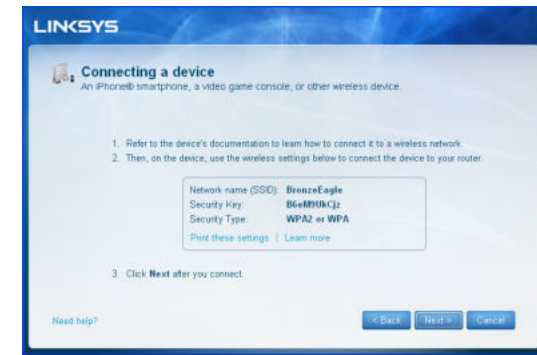 LINKSYS
Connecting a device
An iPhone® smartphone, a video game console, or other wireless device.
1. Refer to the device's documentation to learn how to connect it to a wireless network.
2. Then, on the device, use the wireless settings below to connect the device to your router.
Network name (SSID): BronzeEagle
Security Key: B6eM9UkCjz
Security Type: WPA2 or WPA
Print these settings | Learn more
3. Click Next after you connect.
Need help?
< Back Next > Cancel